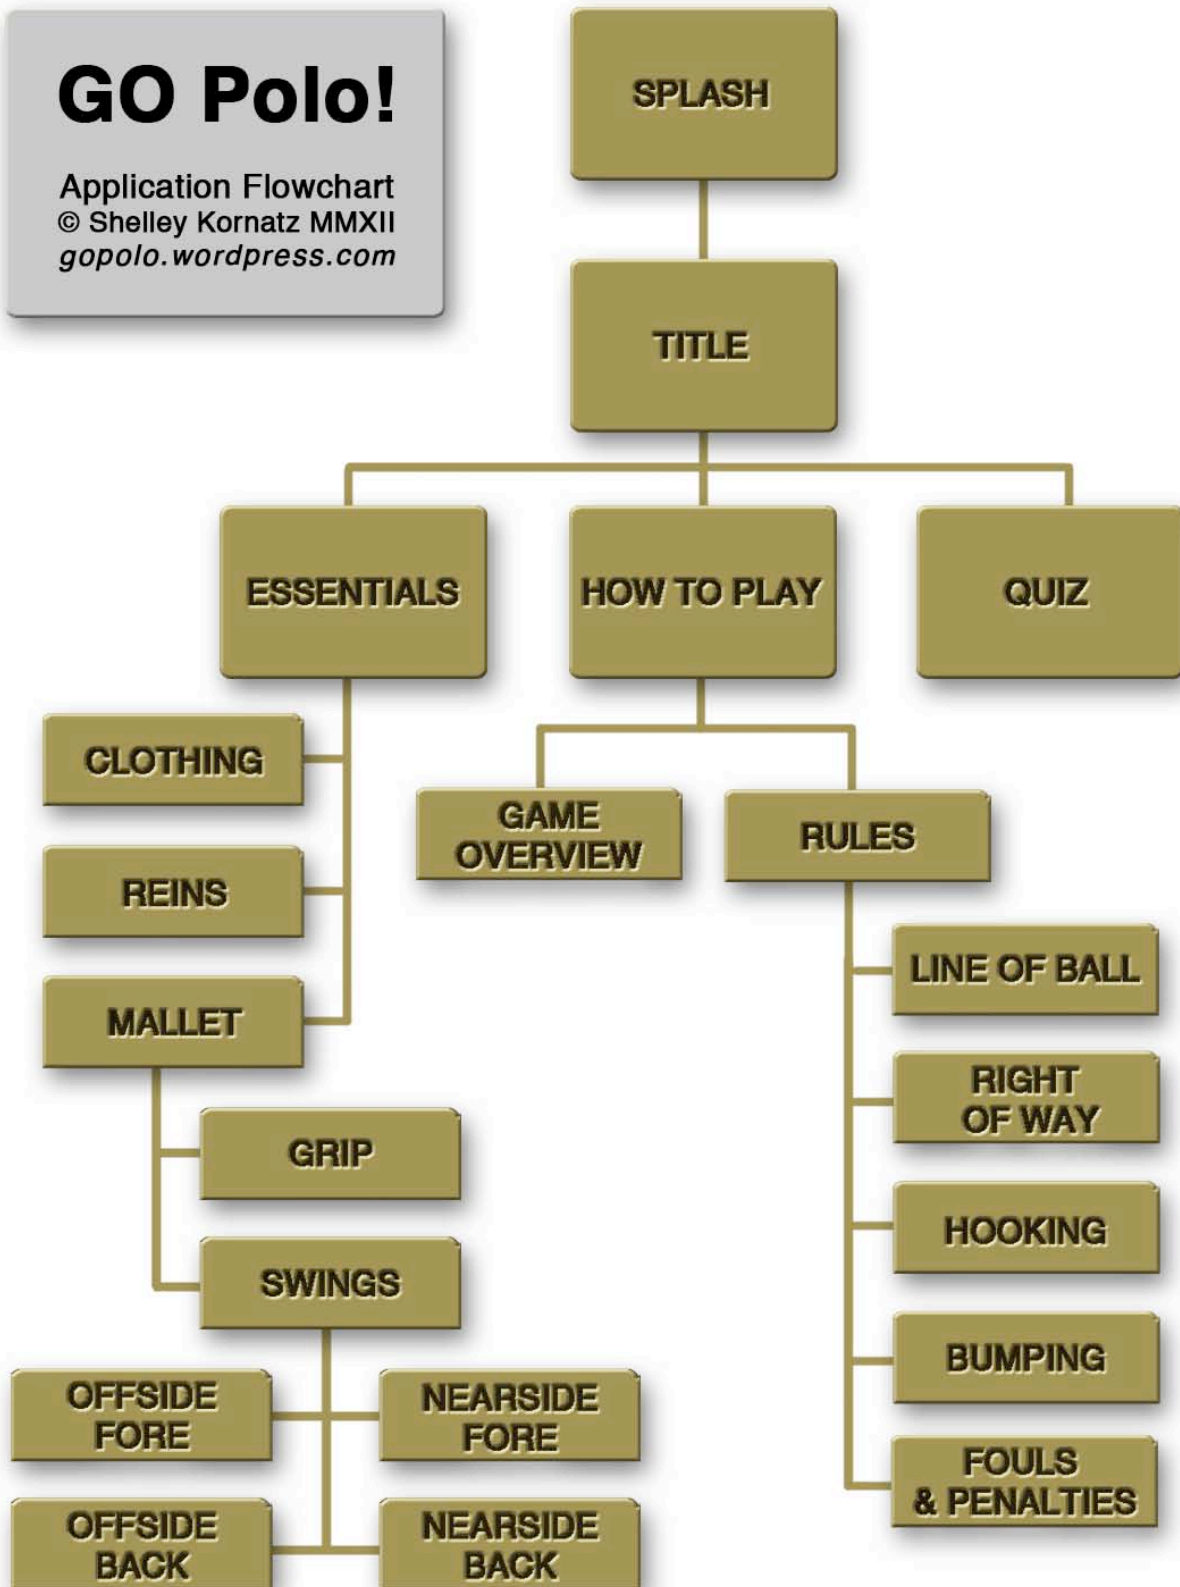 GO Polo!
Application Flowchart
© Shelley Kornatz MMXII
gopolo.wordpress.com
SPLASH
TITLE
ESSENTIALS
HOW TO PLAY
QUIZ
CLOTHING
REINS
MALLET
GRIP
SWINGS
OFFSIDE
FORE
NEARSIDE
FORE
OFFSIDE
BACK
NEARSIDE
BACK
GAME
OVERVIEW
RULES
LINE OF BALL
RIGHT
OF WAY
HOOKING
BUMPING
FOULS
& PENALTIES